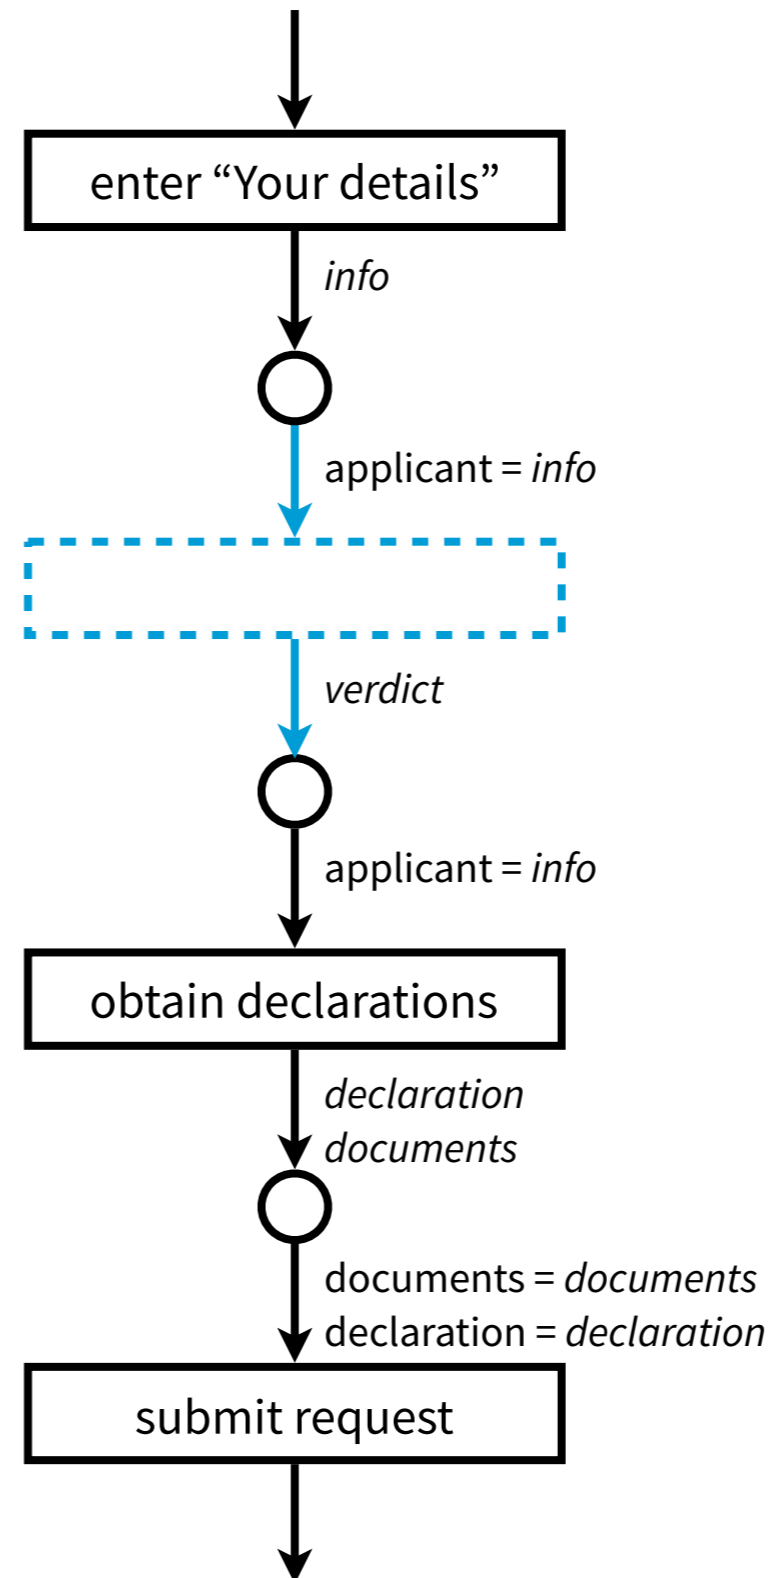 enter “Your details”
info
applicant = info
verdict
applicant = info
obtain declarations
declaration
documents
documents = documents
declaration = declaration
submit request